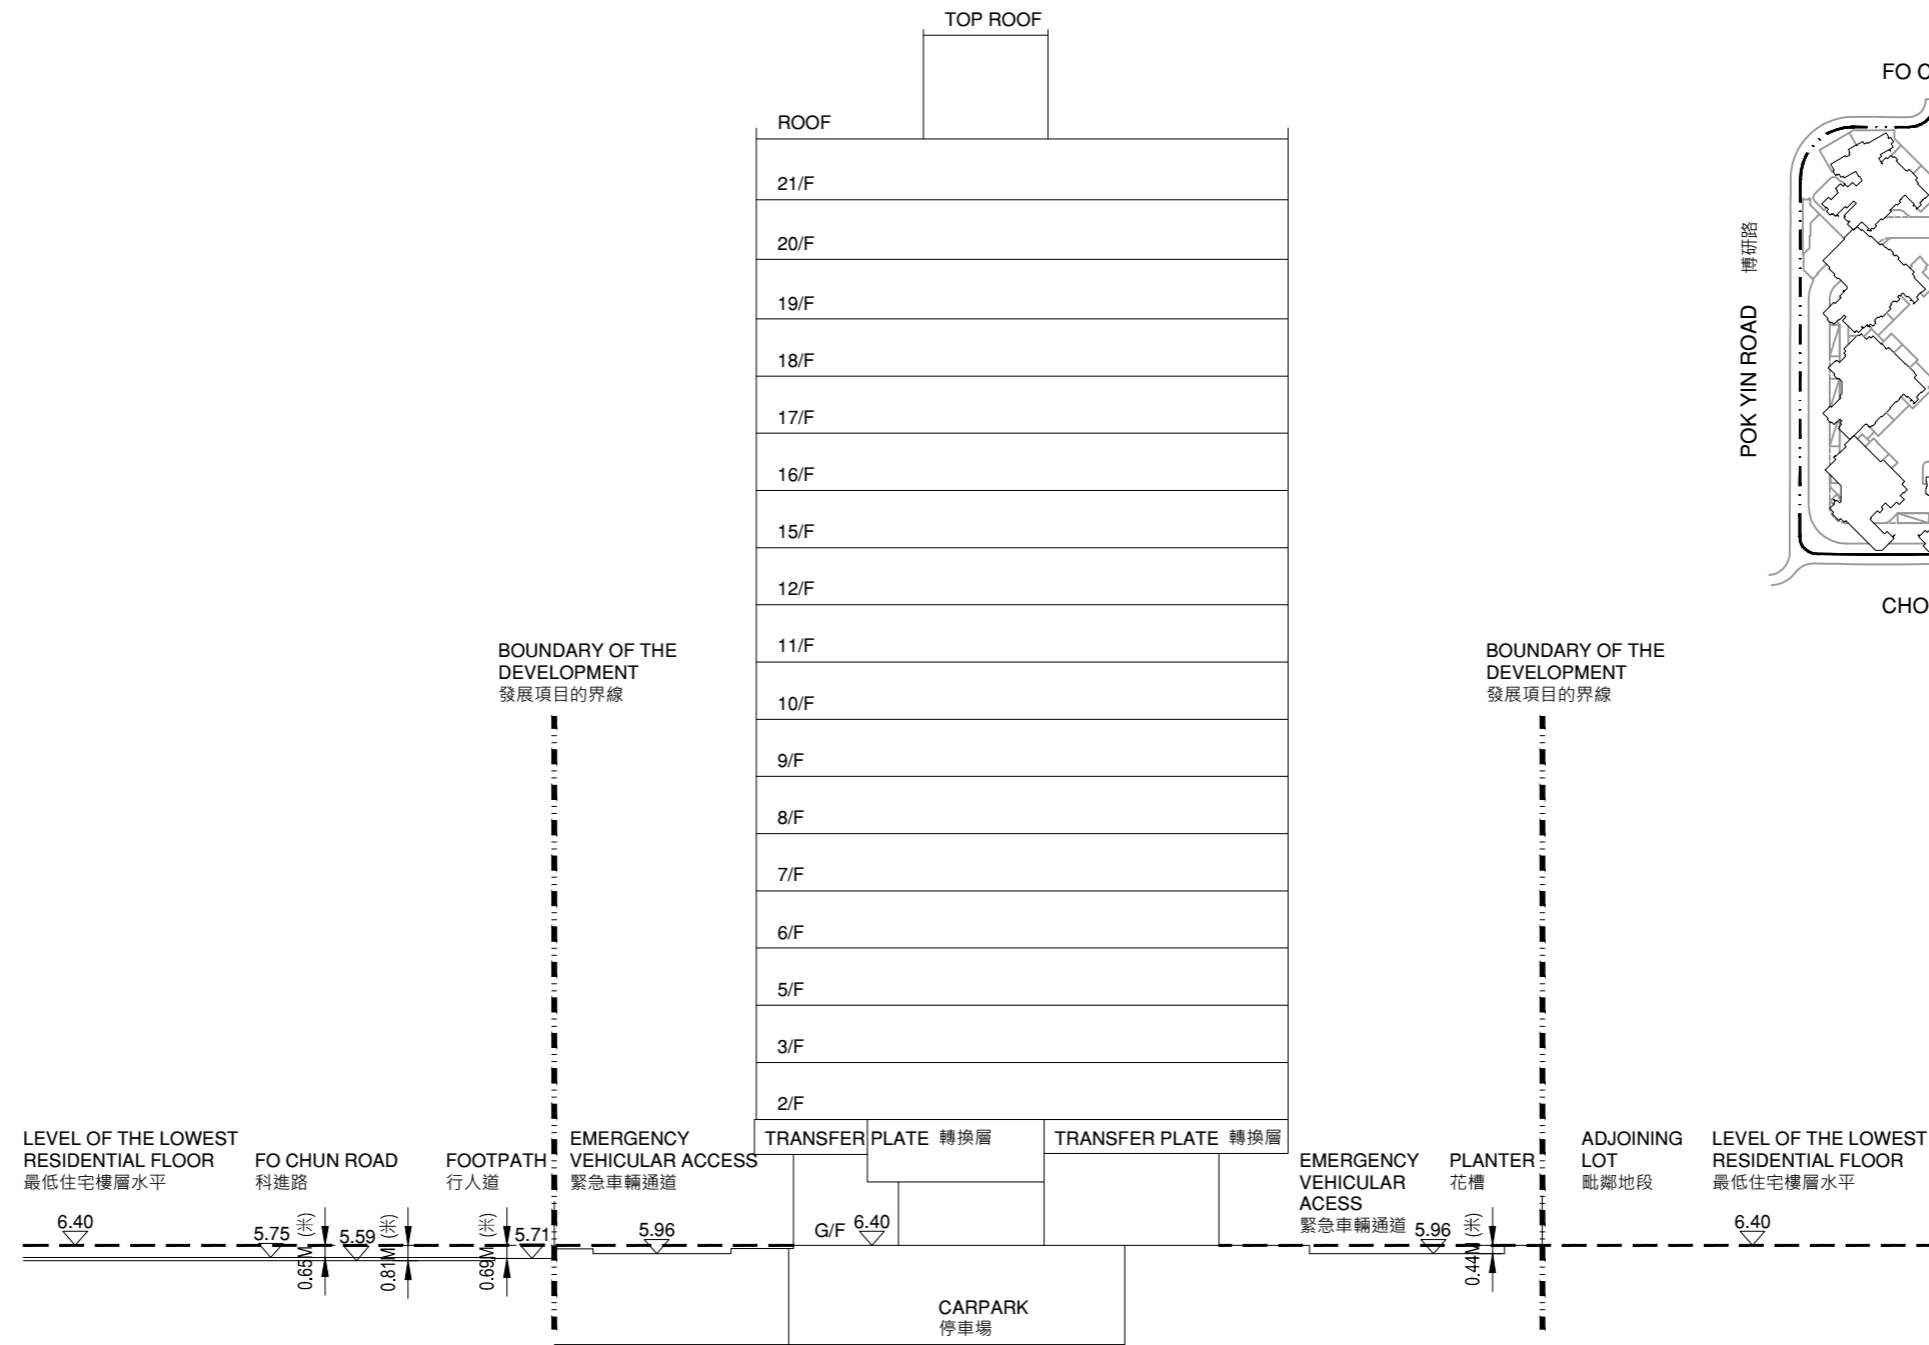 TOP ROOF
ROOF
21/F
20/F
19/F
18/F
17/F
16/F
15/F
12/F
11/F
10/F
9/F
8/F
7/F
6/F
5/F
3/F
2/F
TRANSFER PLATE 轉換層
TRANSFER PLATE 轉換層
G/F
6.40
CARPARK
停車場
BOUNDARY OF THE
DEVELOPMENT
發展項目的界線
BOUNDARY OF THE
DEVELOPMENT
發展項目的界線
LEVEL OF THE LOWEST
RESIDENTIAL FLOOR
最低住宅樓層水平
6.40
FO CHUN ROAD
科進路
5.75
0.65M (米)
5.59
0.81M (米)
FOOTPATH
行人道
0.69M (米)
5.71
EMERGENCY
VEHICULAR ACCESS
緊急車輛通道
5.96
EMERGENCY
VEHICULAR
ACESS
緊急車輛通道
5.96
PLANTER
花槽
0.44M (米)
ADJOINING
LOT
毗鄰地段
LEVEL OF THE LOWEST
RESIDENTIAL FLOOR
最低住宅樓層水平
6.40
FO C
POK YIN ROAD 博研路
CHO